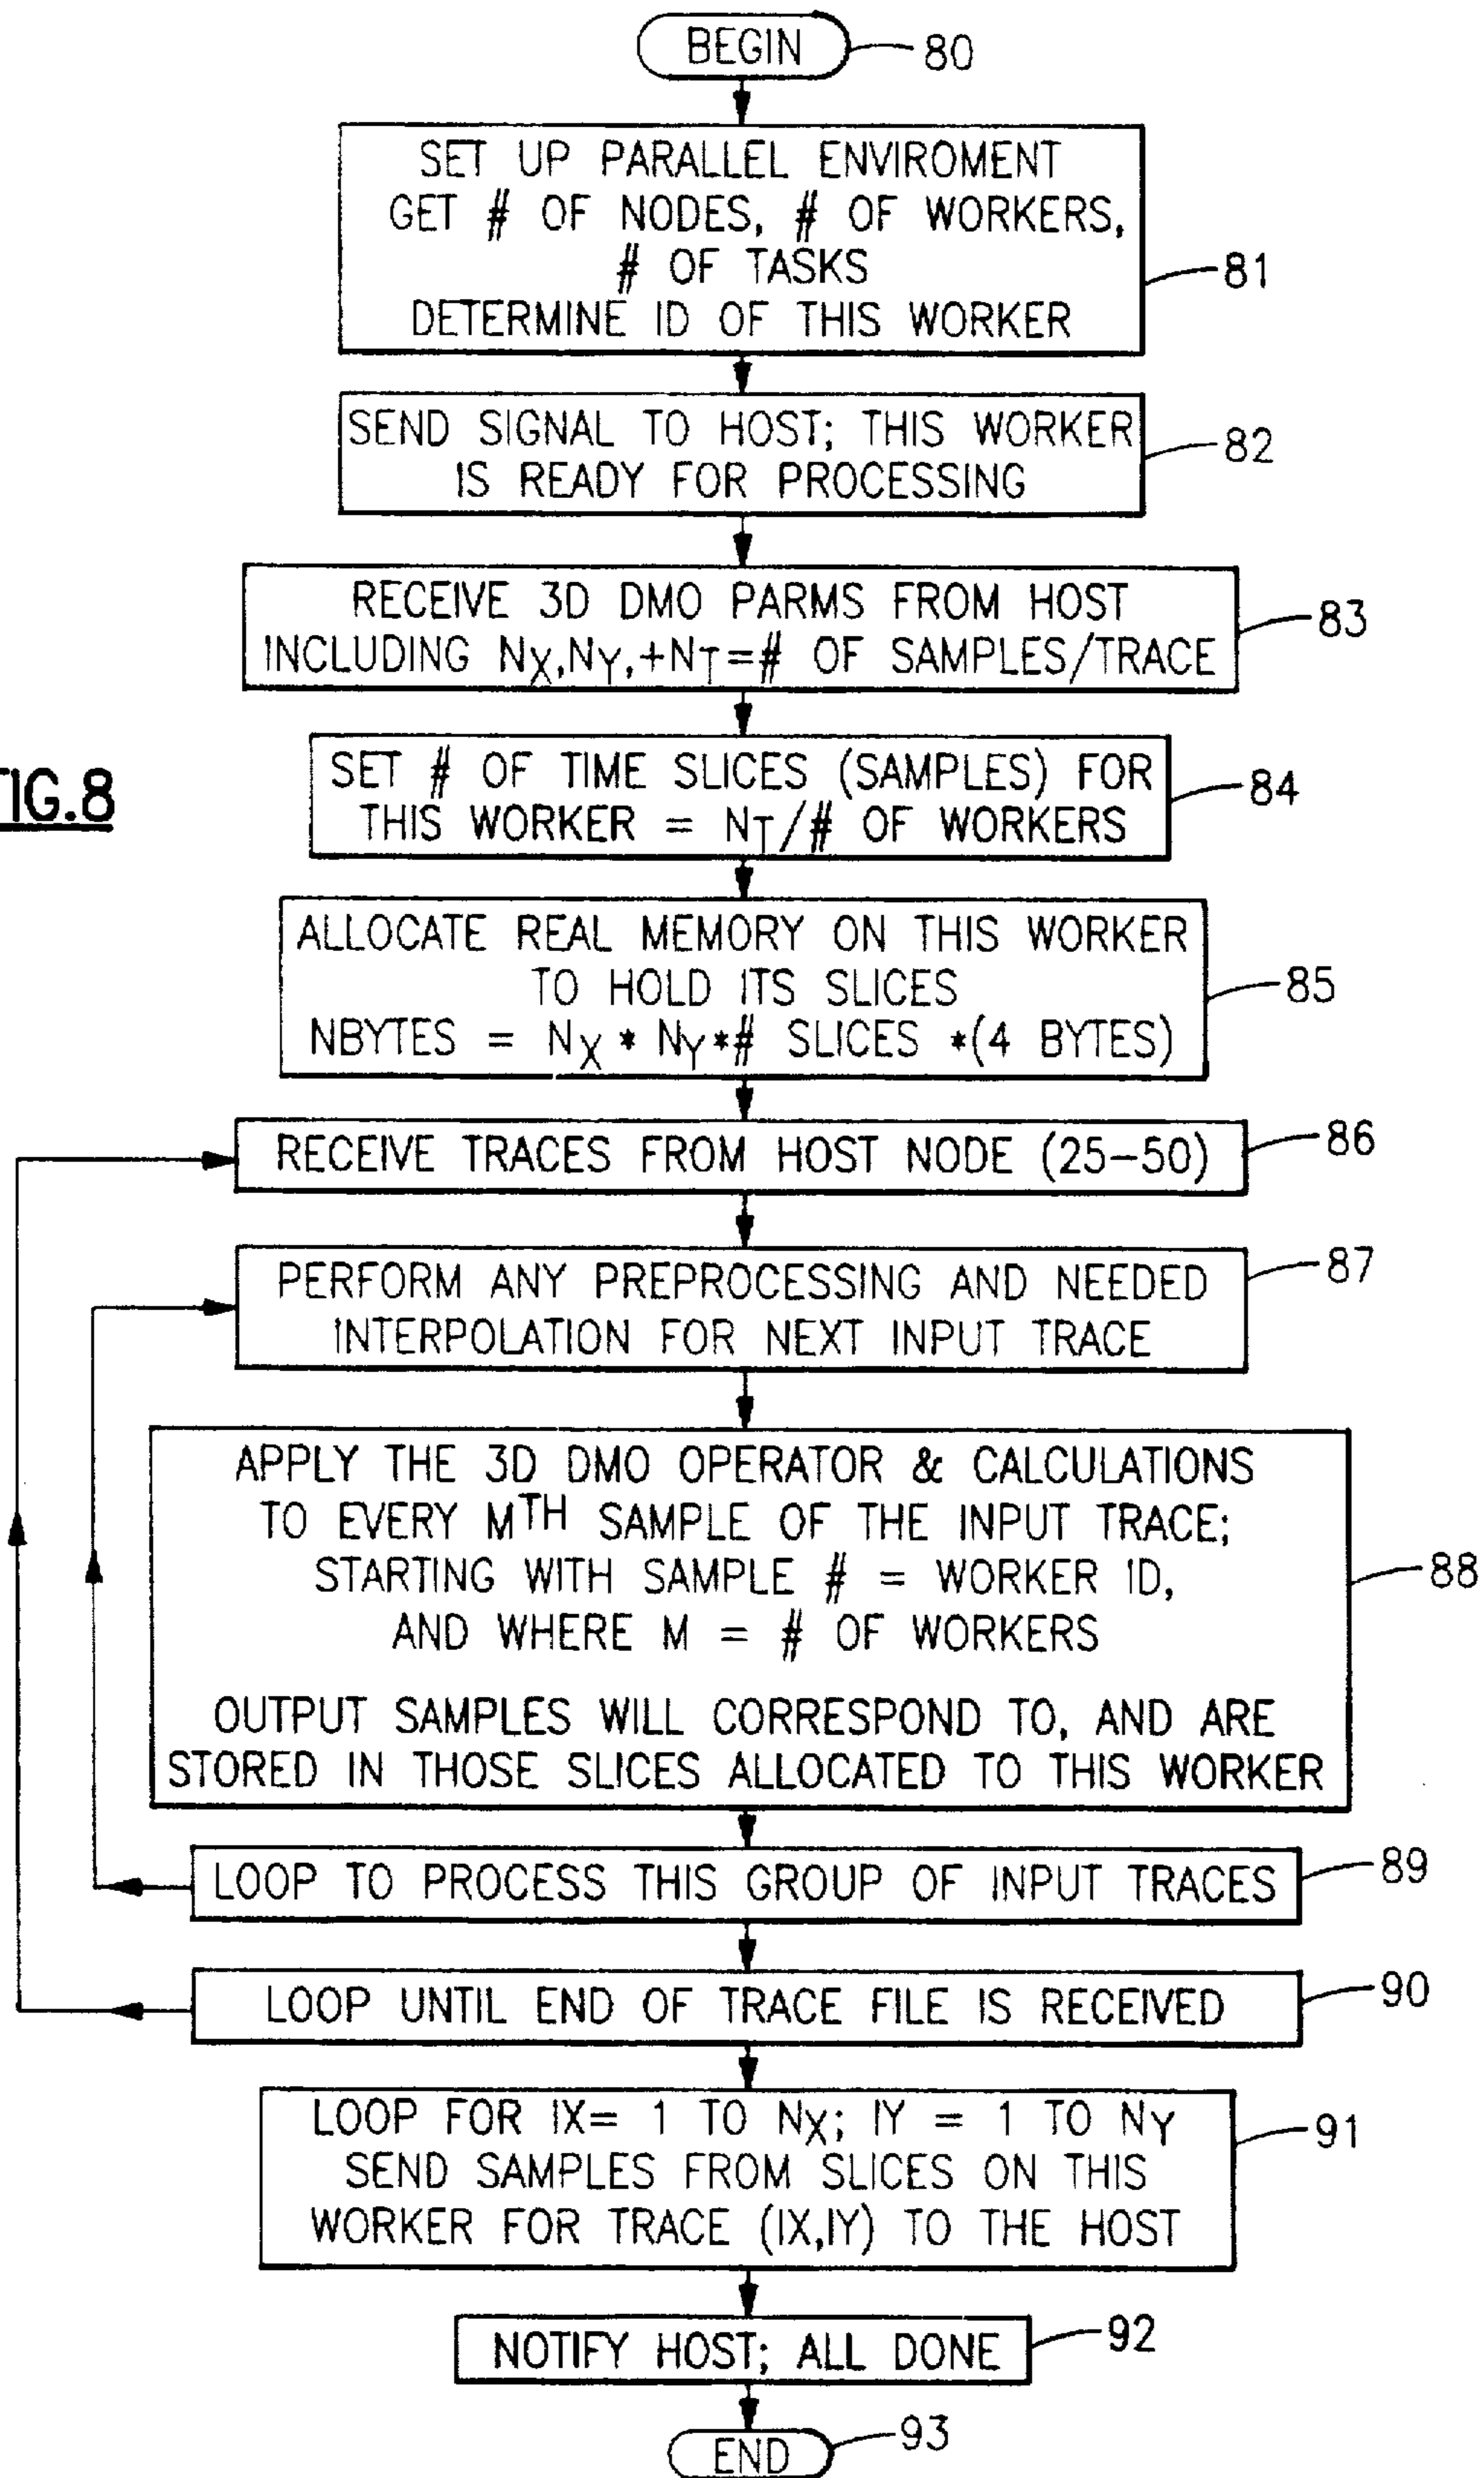 BEGIN
80
SET UP PARALLEL ENVIROMENT
GET # OF NODES, # OF WORKERS,
# OF TASKS
DETERMINE ID OF THIS WORKER
81
SEND SIGNAL TO HOST; THIS WORKER
IS READY FOR PROCESSING
82
RECEIVE 3D DMO PARMS FROM HOST
INCLUDING NX,NY,+NT=# OF SAMPLES/TRACE
83
FIG.8
SET # OF TIME SLICES (SAMPLES) FOR
THIS WORKER = NT/# OF WORKERS
84
ALLOCATE REAL MEMORY ON THIS WORKER
TO HOLD ITS SLICES
NBYTES = NX * NY*# SLICES *(4 BYTES)
85
RECEIVE TRACES FROM HOST NODE (25-50)
86
PERFORM ANY PREPROCESSING AND NEEDED
INTERPOLATION FOR NEXT INPUT TRACE
87
APPLY THE 3D DMO OPERATOR & CALCULATIONS
TO EVERY MTH SAMPLE OF THE INPUT TRACE;
STARTING WITH SAMPLE # = WORKER ID,
AND WHERE M = # OF WORKERS
OUTPUT SAMPLES WILL CORRESPOND TO, AND ARE
STORED IN THOSE SLICES ALLOCATED TO THIS WORKER
88
LOOP TO PROCESS THIS GROUP OF INPUT TRACES
89
LOOP UNTIL END OF TRACE FILE IS RECEIVED
90
LOOP FOR IX= 1 TO NX; IY = 1 TO NY
SEND SAMPLES FROM SLICES ON THIS
WORKER FOR TRACE (IX,IY) TO THE HOST
91
NOTIFY HOST; ALL DONE
92
END
93